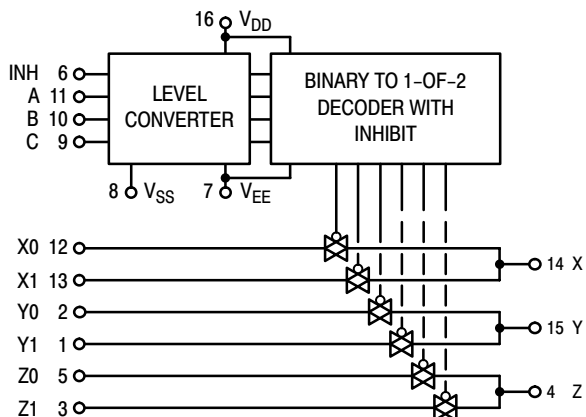 16 V_DD
INH 6
A 11
B 10
C 9
LEVEL
CONVERTER
BINARY TO 1-OF-2
DECODER WITH
INHIBIT
8 V_SS
7 V_EE
X0 12
X1 13
14 X
Y0 2
15 Y
Y1 1
Z0 5
4 Z
Z1 3